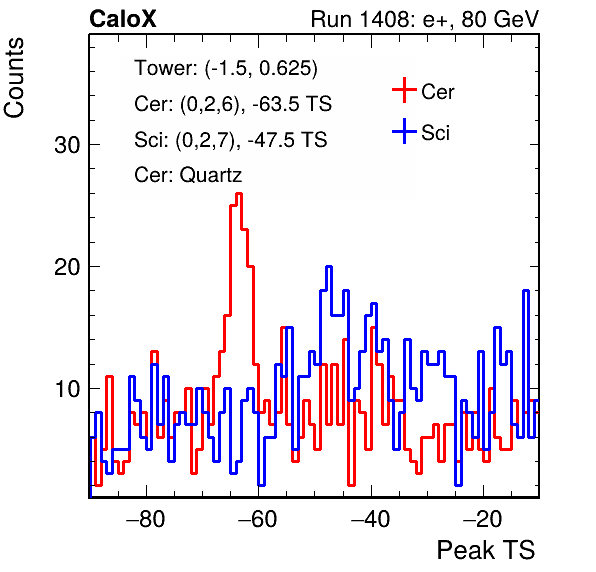 CaloX Run 1408: e+, 80 GeV
Counts
Tower: (-1.5, 0.625)
Cer: (0,2,6), -63.5 TS
Sci: (0,2,7), -47.5 TS
Cer: Quartz
Cer
Sci
30
20
10
−80 −60 −40 −20
Peak TS